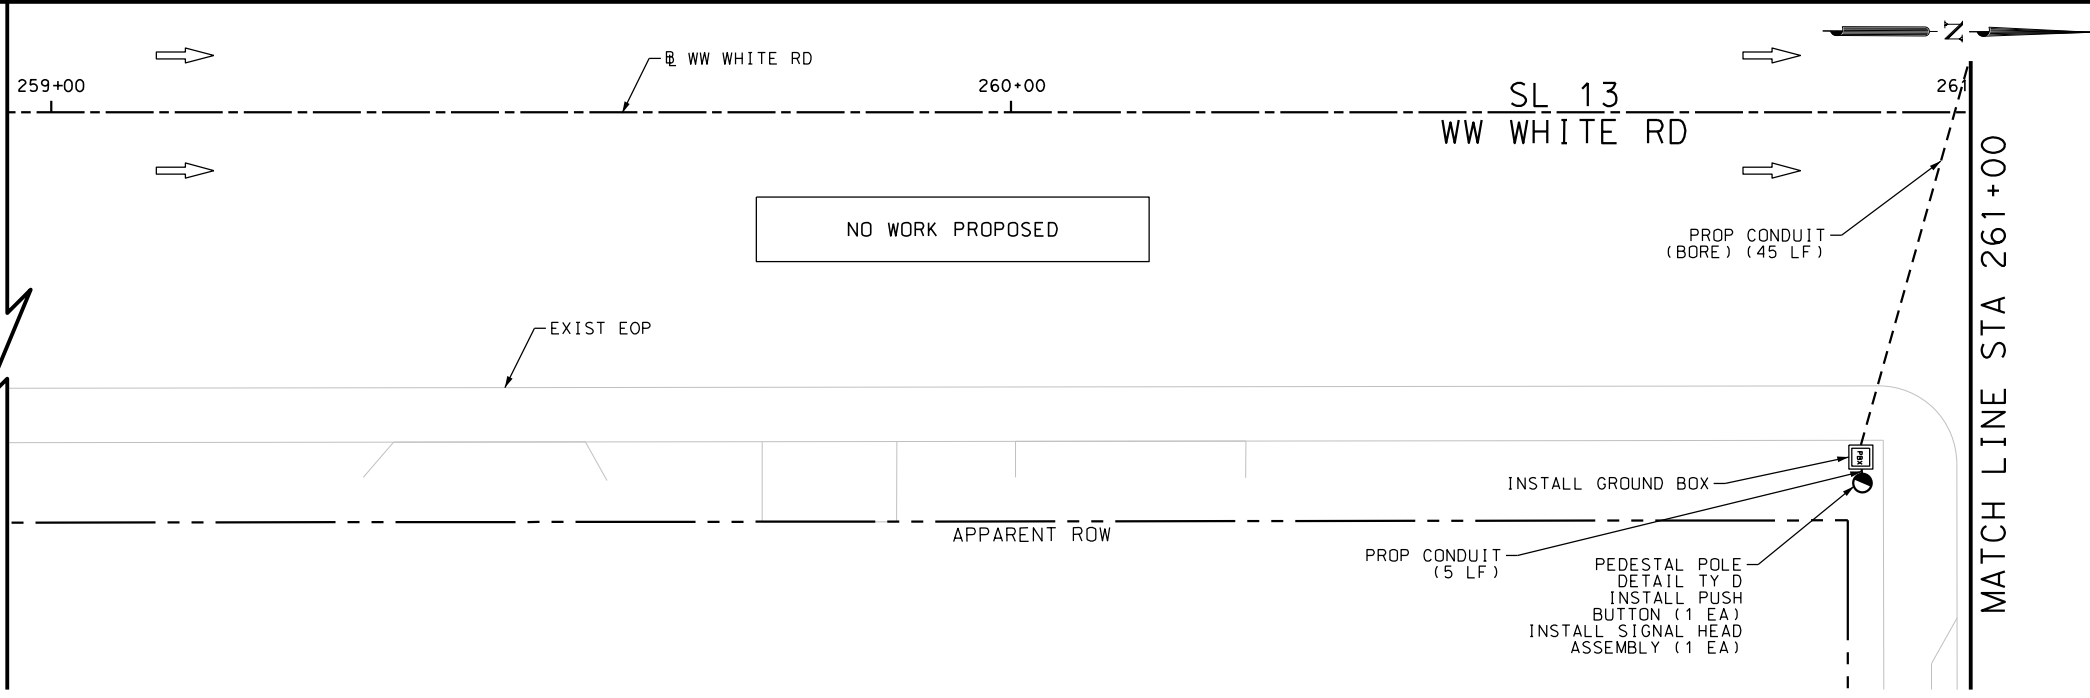 N
259+00
℄ WW WHITE RD
260+00
SL 13
WW WHITE RD
261
NO WORK PROPOSED
PROP CONDUIT
(BORE) (45 LF)
MATCH LINE STA 261+00
EXIST EOP
PBX
INSTALL GROUND BOX
APPARENT ROW
PROP CONDUIT
(5 LF)
PEDESTAL POLE
DETAIL TY D
INSTALL PUSH
BUTTON (1 EA)
INSTALL SIGNAL HEAD
ASSEMBLY (1 EA)